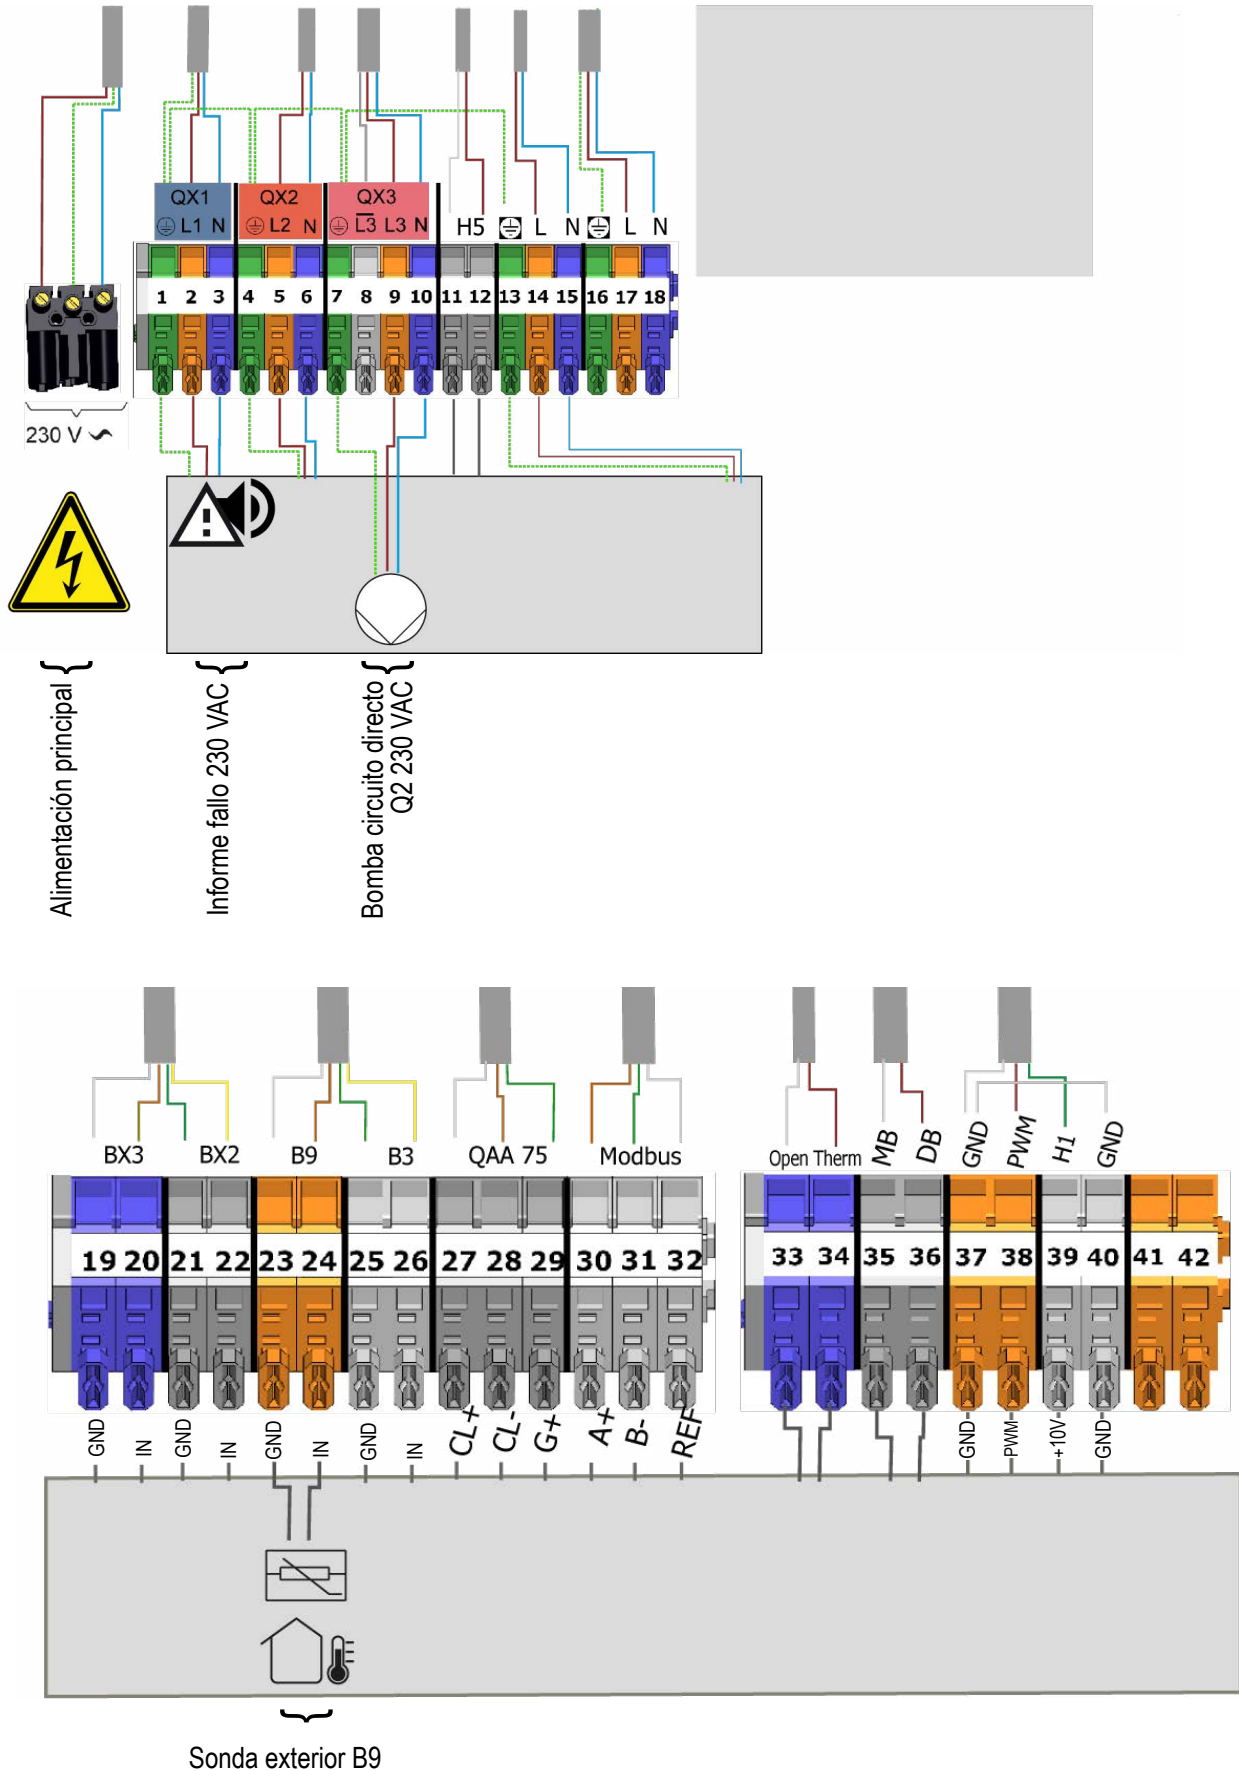 QX1 QX2 QX3
L1 N L2 N L3 L3 N H5 L N L N
1 2 3 4 5 6 7 8 9 10 11 12 13 14 15 16 17 18
230 V
Alimentación principal
Informe fallo 230 VAC
Bomba circuito directo
Q2 230 VAC
BX3 BX2 B9 B3 QAA 75 Modbus
Open Therm MB DB GND PWM H1 GND
19 20 21 22 23 24 25 26 27 28 29 30 31 32
33 34 35 36 37 38 39 40 41 42
GND IN GND IN GND IN GND IN CL+ CL- G+ A+ B- REF
GND PWM +10V GND
Sonda exterior B9